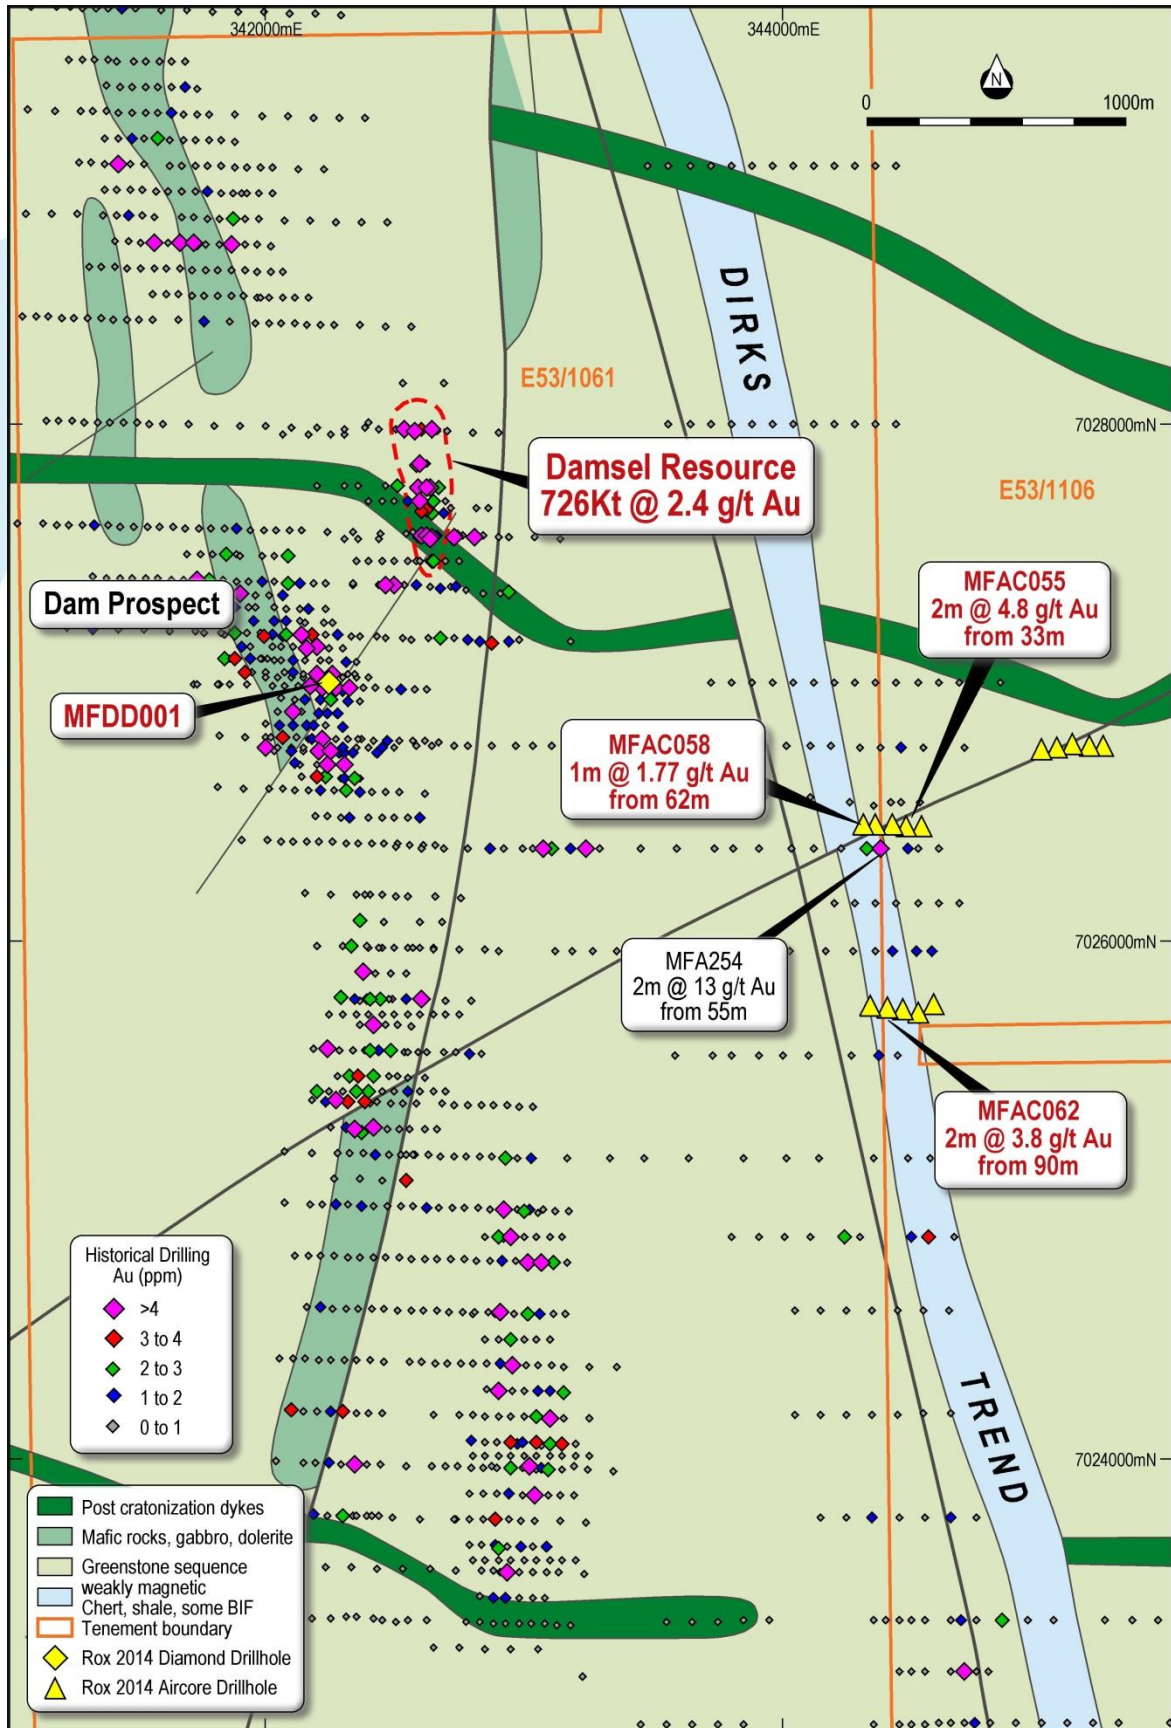 342000mE
344000mE
N
0
1000m
DIRKS
E53/1061
7028000mN
Damsel Resource
726Kt @ 2.4 g/t Au
E53/1106
MFAC055
2m @ 4.8 g/t Au
from 33m
Dam Prospect
MFDD001
MFAC058
1m @ 1.77 g/t Au
from 62m
7026000mN
MFA254
2m @ 13 g/t Au
from 55m
MFAC062
2m @ 3.8 g/t Au
from 90m
Historical Drilling
Au (ppm)
>4
3 to 4
2 to 3
1 to 2
0 to 1
TREND
7024000mN
Post cratonization dykes
Mafic rocks, gabbro, dolerite
Greenstone sequence
weakly magnetic
Chert, shale, some BIF
Tenement boundary
Rox 2014 Diamond Drillhole
Rox 2014 Aircore Drillhole